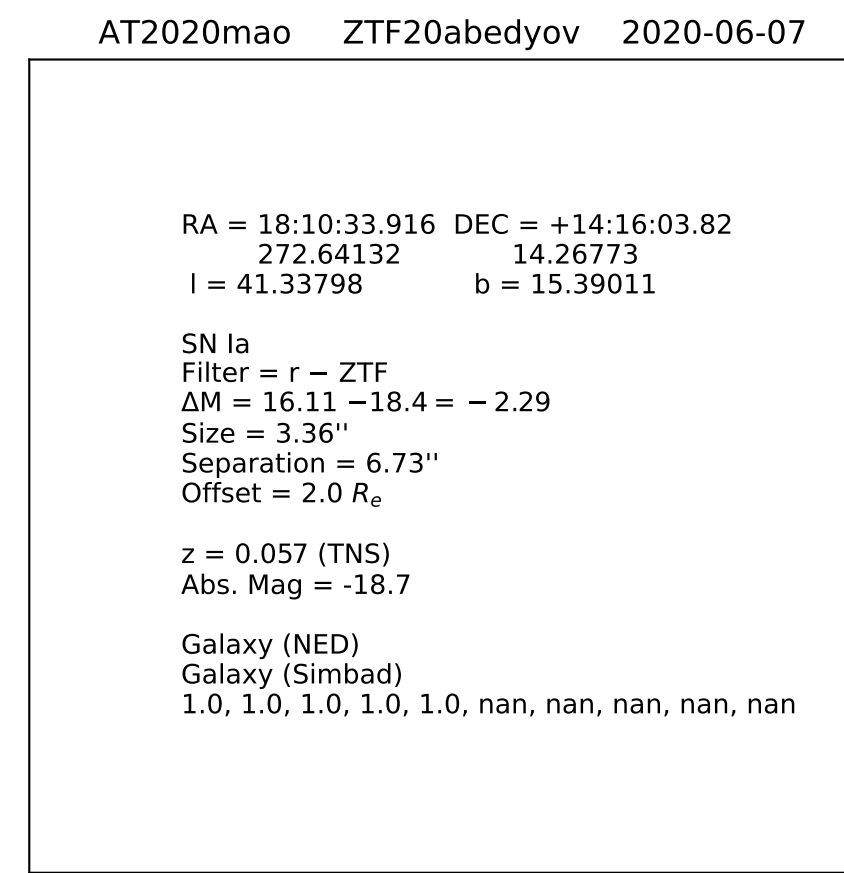 AT2020mao ZTF20abedyov 2020-06-07
RA = 18:10:33.916 DEC = +14:16:03.82
272.64132 14.26773
l = 41.33798 b = 15.39011
SN Ia
Filter = r − ZTF
ΔM = 16.11 −18.4 = − 2.29
Size = 3.36''
Separation = 6.73''
Offset = 2.0 Re
z = 0.057 (TNS)
Abs. Mag = -18.7
Galaxy (NED)
Galaxy (Simbad)
1.0, 1.0, 1.0, 1.0, 1.0, nan, nan, nan, nan, nan